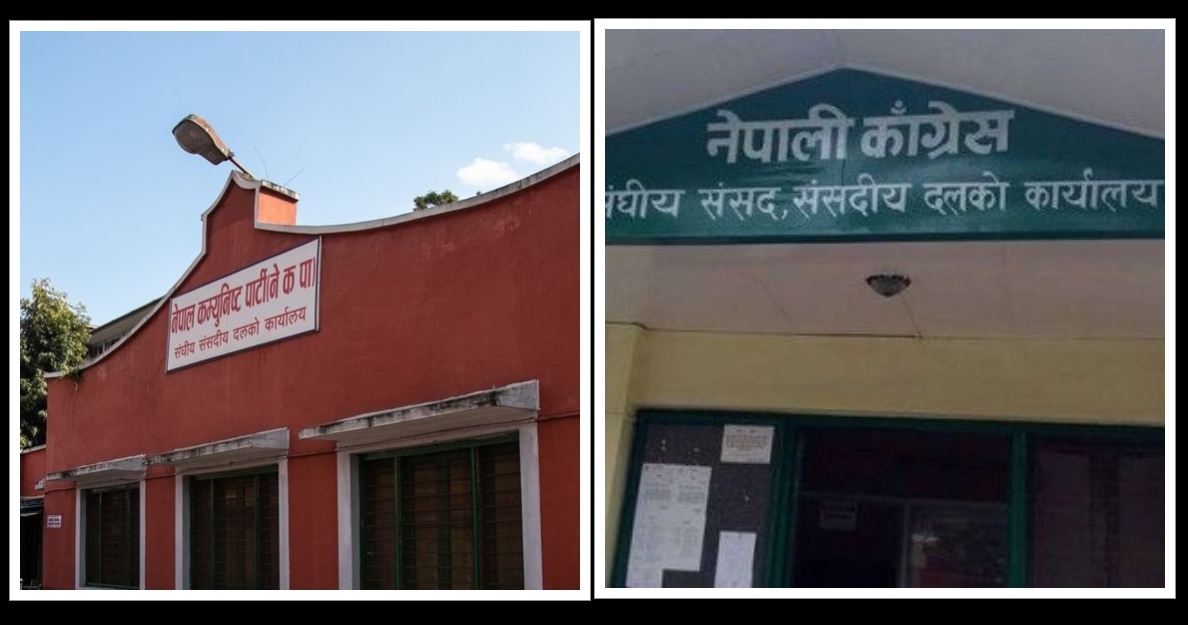 नेपाल कम्युनिष्ट पार्टी(ने क पा)
संघीय संसदीय दलको कार्यालय
नेपाली काँग्रेस
संघीय संसद, संसदीय दलको कार्यालय